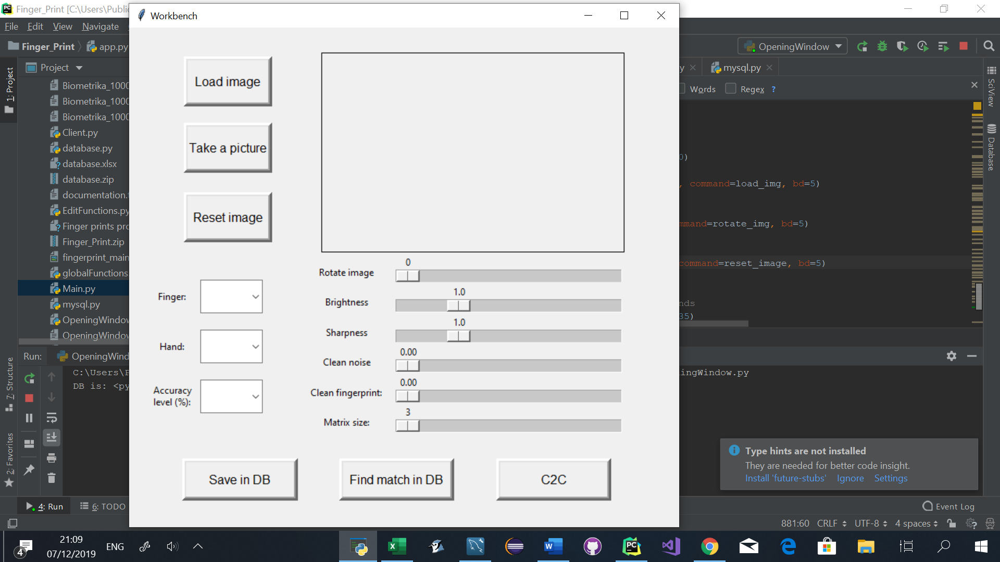 Finger_Print [C:\Users\Public
Workbench
File Edit View Navigate
Finger_Print app.py
OpeningWindow
Project
mysql.py
Words Regex ?
1: Project
Biometrika_1000
Biometrika_1000
Biometrika_1000
Client.py
database.py
database.xlsx
database.zip
documentation.
EditFunctions.py
Finger prints pro
Finger_Print.zip
fingerprint_main
globalFunctions.
Main.py
mysql.py
OpeningWindow
OpeningWindow
Load image
Take a picture
Reset image
Finger:
Hand:
Accuracy
level (%):
0
Rotate image
1.0
Brightness
1.0
Sharpness
0.00
Clean noise
0.00
Clean fingerprint:
3
Matrix size:
Save in DB
Find match in DB
C2C
0)
, command=load_img, bd=5)
mmand=rotate_img, bd=5)
command=reset_image, bd=5)
nds
35)
SciView
Database
Run: OpeningWind
C:\Users\P
ingWindow.py
DB is: <py
7: Structure
2: Favorites
Type hints are not installed
They are needed for better code insight.
Install 'future-stubs' Ignore Settings
4: Run 6: TODO
Event Log
881:60 CRLF UTF-8 4 spaces
4
21:09
07/12/2019
ENG